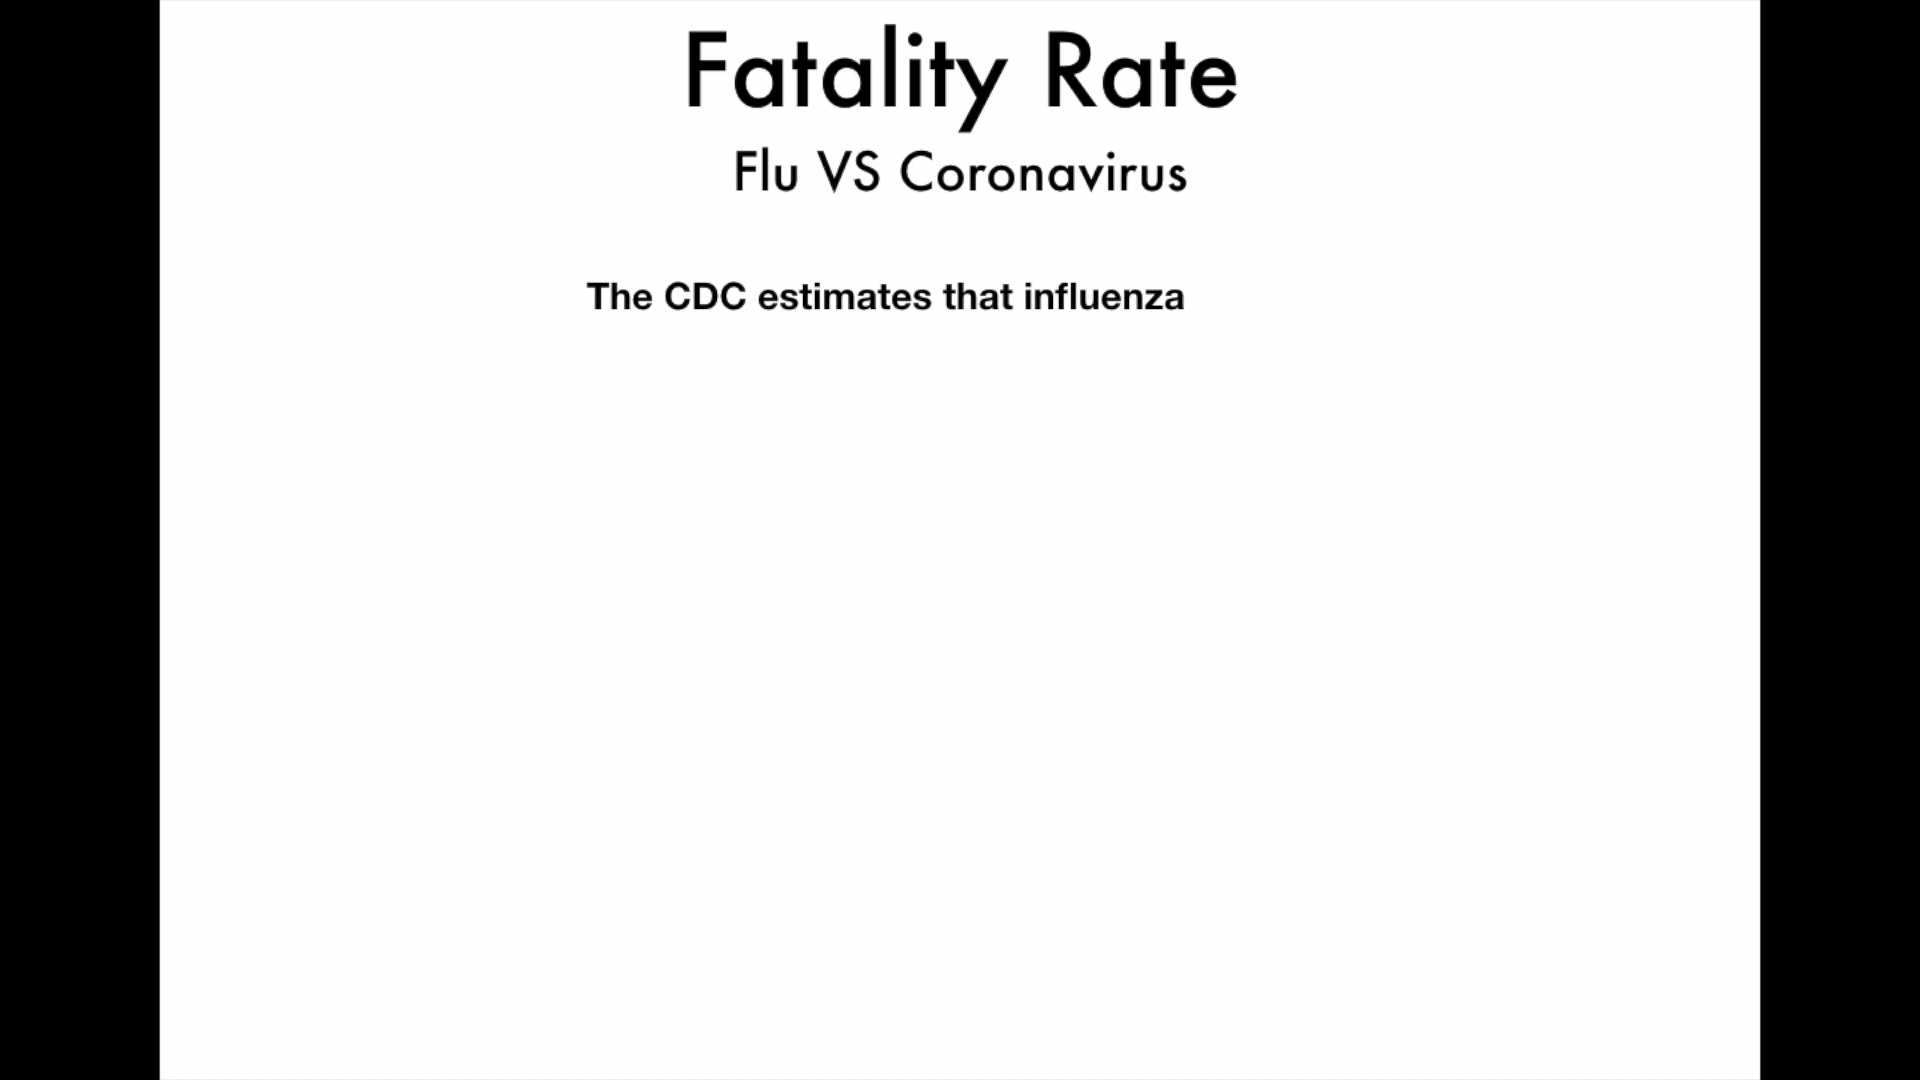 Fatality Rate
Flu VS Coronavirus
The CDC estimates that influenza